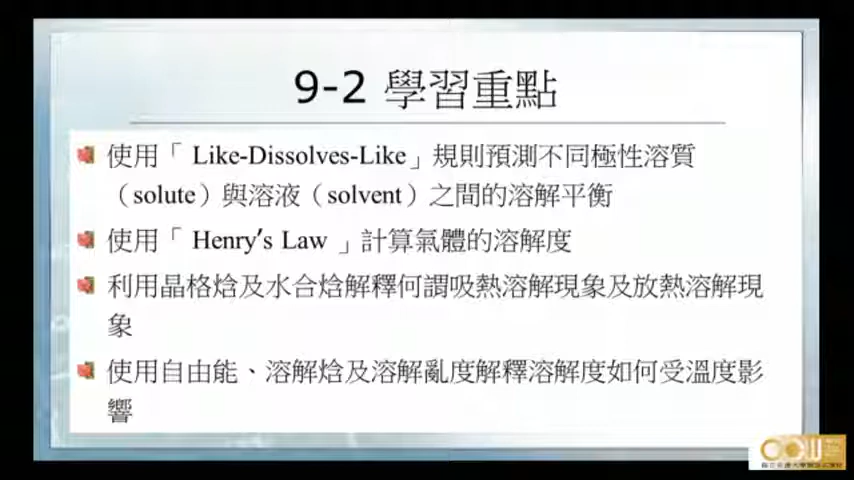 9-2 學習重點
使用「 Like-Dissolves-Like」規則預測不同極性溶質
（solute）與溶液（solvent）之間的溶解平衡
使用「 Henry’s Law 」計算氣體的溶解度
利用晶格焓及水合焓解釋何謂吸熱溶解現象及放熱溶解現
象
使用自由能、溶解焓及溶解亂度解釋溶解度如何受溫度影
響